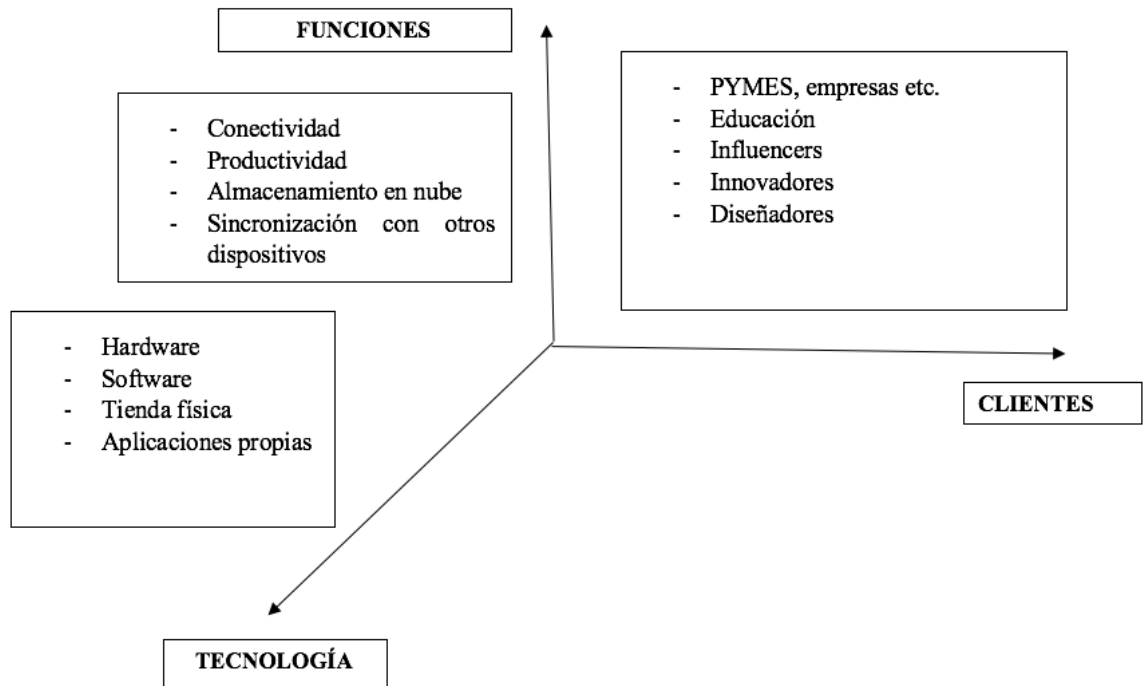 FUNCIONES
- Conectividad
- Productividad
- Almacenamiento en nube
- Sincronización con otros
dispositivos
- PYMES, empresas etc.
- Educación
- Influencers
- Innovadores
- Diseñadores
- Hardware
- Software
- Tienda física
- Aplicaciones propias
CLIENTES
TECNOLOGÍA